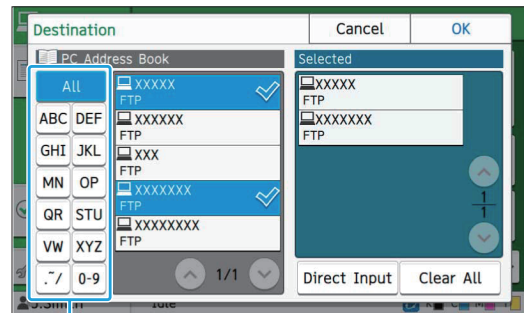 Destination Cancel OK
PC Address Book Selected
All
ABC DEF
GHI JKL
MN OP
QR STU
VW XYZ
.~/ 0-9
XXXXX
FTP
XXXXXX
FTP
XXX
FTP
XXXXXXX
FTP
XXXXXXXX
FTP
1/1
XXXXX
FTP
XXXXXXX
FTP
1
1
Direct Input Clear All
Idle